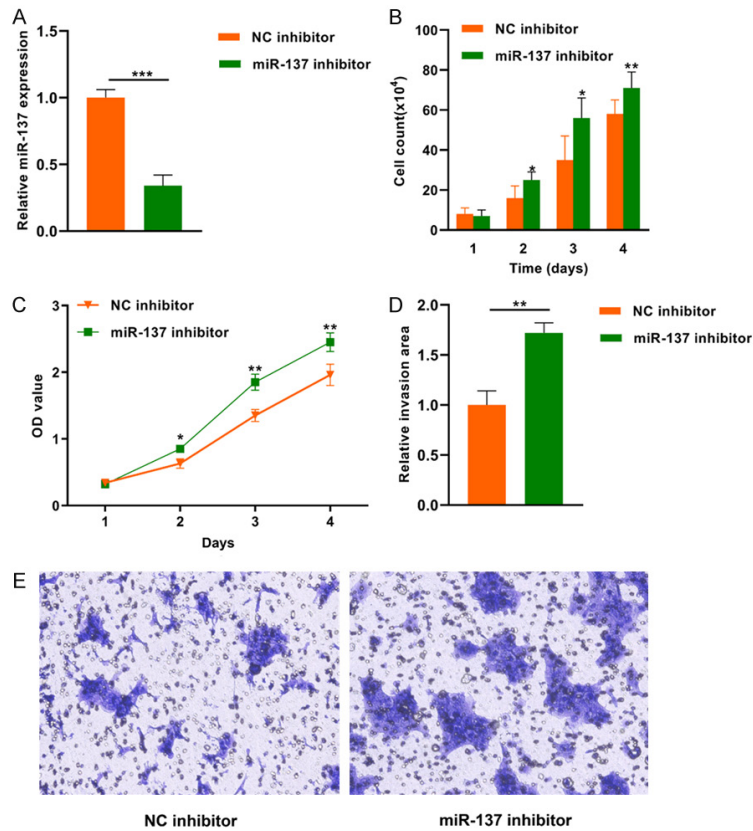 A
Relative miR-137 expression
1.5
1.0
0.5
0.0
***
NC inhibitor
miR-137 inhibitor
B
Cell count(x10⁴)
100
80
60
40
20
0
*
*
**
1 2 3 4
Time (days)
NC inhibitor
miR-137 inhibitor
C
OD value
3
2
1
0
*
**
**
1 2 3 4
Days
NC inhibitor
miR-137 inhibitor
D
Relative invasion area
2.0
1.5
1.0
0.5
0.0
**
NC inhibitor
miR-137 inhibitor
E
NC inhibitor
miR-137 inhibitor